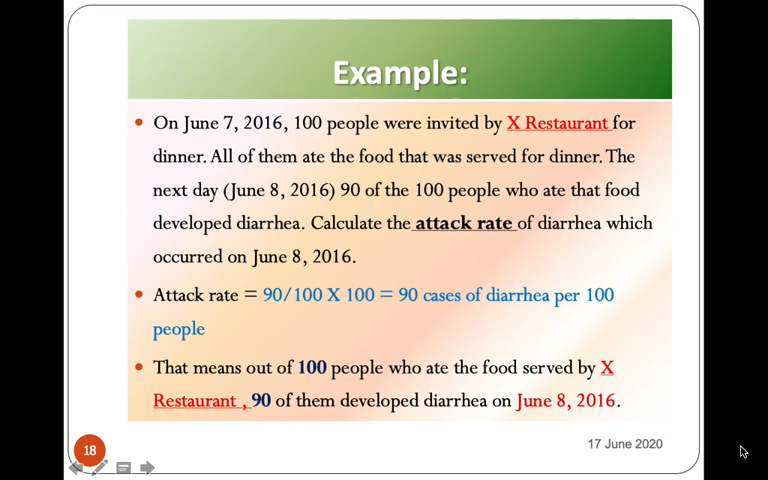 Example:
On June 7, 2016, 100 people were invited by X Restaurant for
dinner. All of them ate the food that was served for dinner. The
next day (June 8, 2016) 90 of the 100 people who ate that food
developed diarrhea. Calculate the attack rate of diarrhea which
occurred on June 8, 2016.
Attack rate = 90/100 X 100 = 90 cases of diarrhea per 100
people
That means out of 100 people who ate the food served by X
Restaurant , 90 of them developed diarrhea on June 8, 2016.
18
17 June 2020